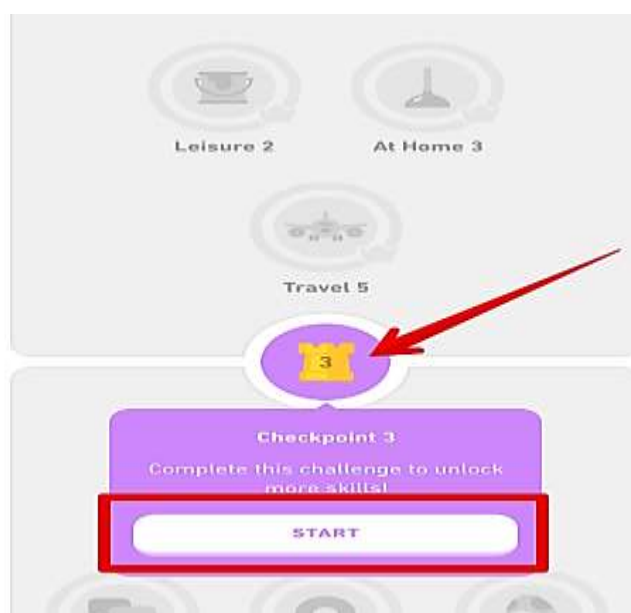 Leisure 2
At Home 3
Travel 5
3
Checkpoint 3
Complete this challenge to unlock
more skills!
START